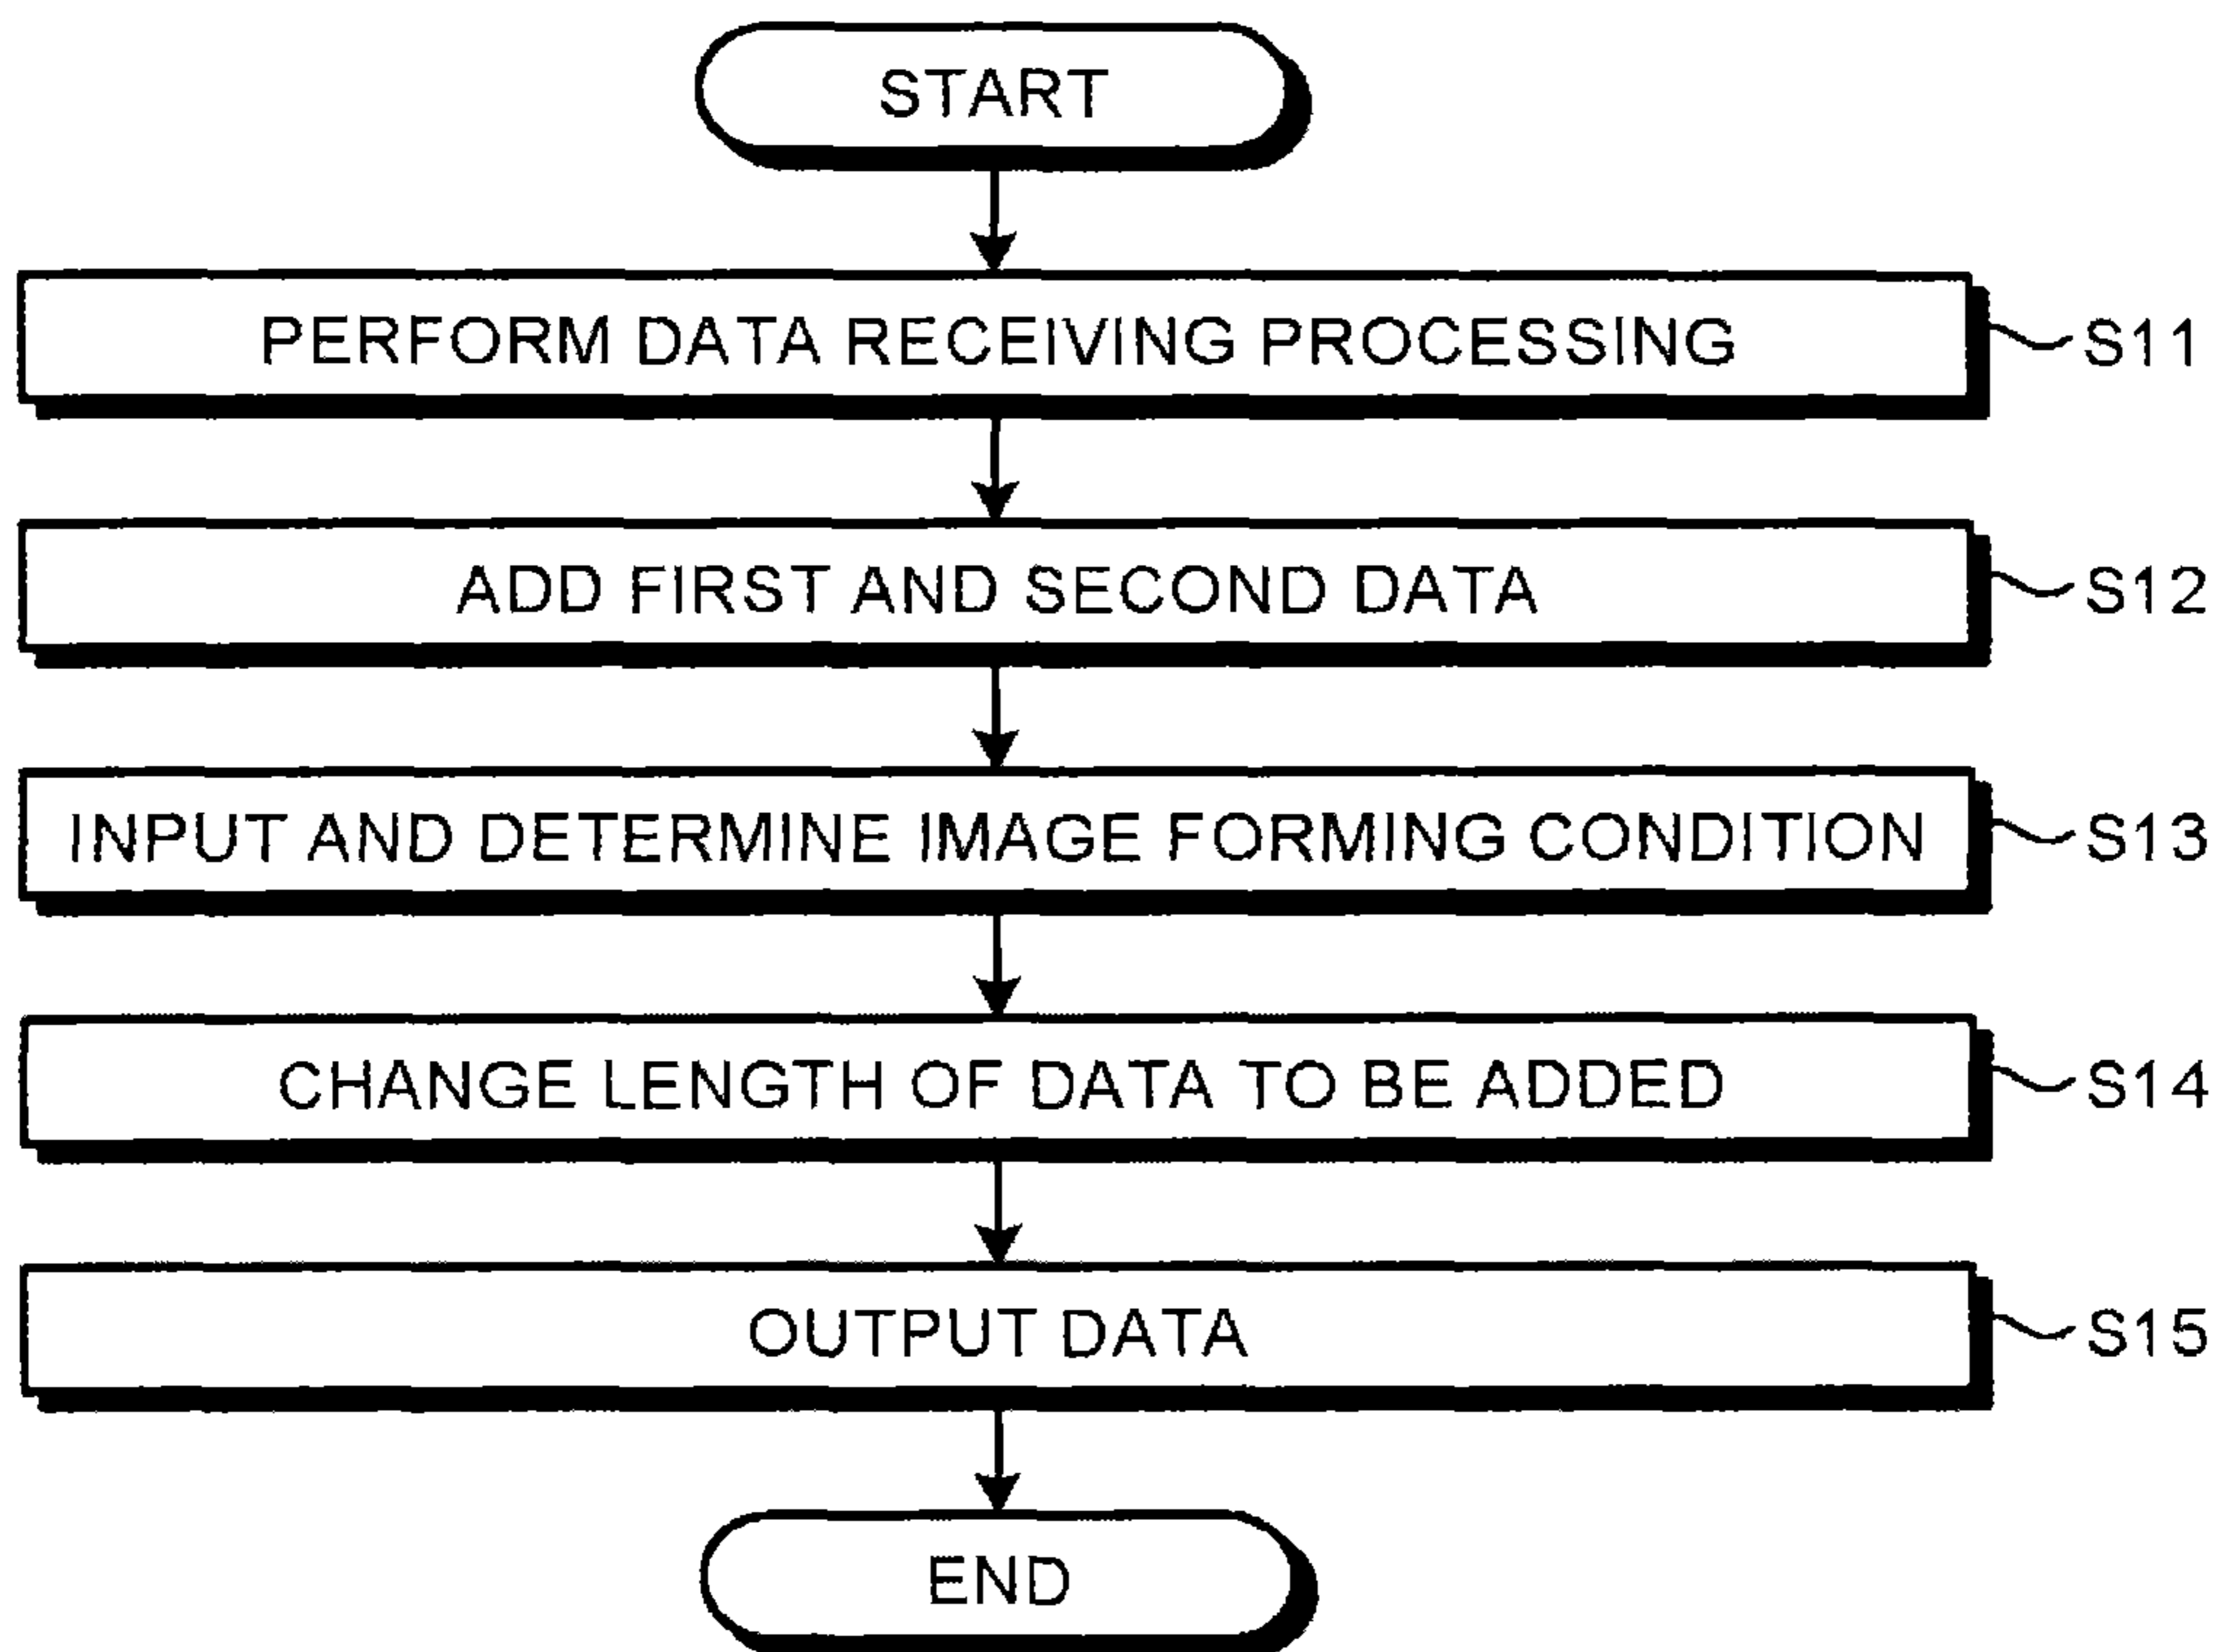 START
PERFORM DATA RECEIVING PROCESSING
S11
ADD FIRST AND SECOND DATA
S12
INPUT AND DETERMINE IMAGE FORMING CONDITION
S13
CHANGE LENGTH OF DATA TO BE ADDED
S14
OUTPUT DATA
S15
END